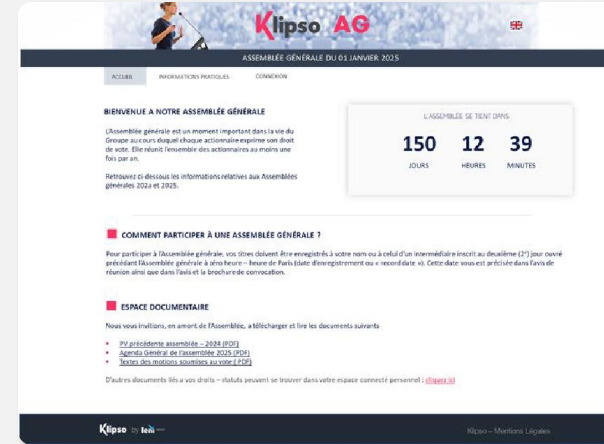 Klipso AG
ASSEMBLÉE GÉNÉRALE DU 01 JANVIER 2025
ACCUEIL INFORMATIONS PRATIQUES CONNEXION
BIENVENUE A NOTRE ASSEMBLÉE GÉNÉRALE
L'Assemblée générale est un moment important dans la vie du
Groupe au cours duquel chaque actionnaire exprime son droit
de vote. Elle réunit l'ensemble des actionnaires au moins une
fois par an.
Retrouvez ci-dessous les informations relatives aux Assemblées
générales 2024 et 2025.
L'ASSEMBLÉE SE TIENT DANS
150 12 39
JOURS HEURES MINUTES
COMMENT PARTICIPER À UNE ASSEMBLÉE GÉNÉRALE ?
Pour participer à l'Assemblée générale, vos titres doivent être enregistrés à votre nom ou à celui d'un intermédiaire inscrit au deuxième (2°) jour ouvré
précédant l'Assemblée générale à zéro heure – heure de Paris (date d'enregistrement ou « record date »). Cette date vous est précisée dans l'avis de
réunion ainsi que dans l'avis et la brochure de convocation.
ESPACE DOCUMENTAIRE
Nous vous invitions, en amont de l'Assemblée, a télécharger et lire les documents suivants
PV précédente assemblée – 2024 (PDF)
Agenda Général de l'assemblée 2025 (PDF)
Textes des motions soumises au vote ( PDF)
D'autres documents liés a vos droits – statuts peuvent se trouver dans votre espace connecté personnel : cliquez ici
Klipso by leni
Klipso – Mentions Légales